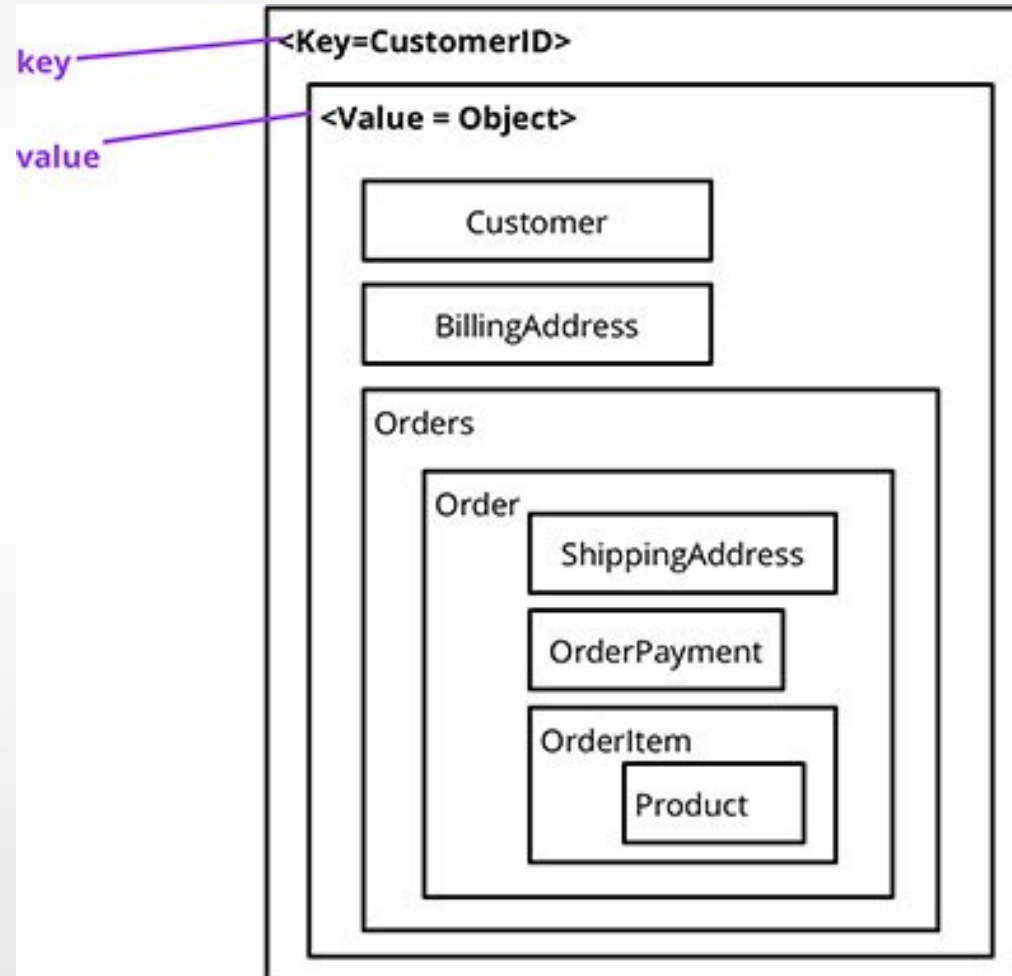 key
<Key=CustomerID>
value
<Value = Object>
Customer
BillingAddress
Orders
Order
ShippingAddress
OrderPayment
OrderItem
Product